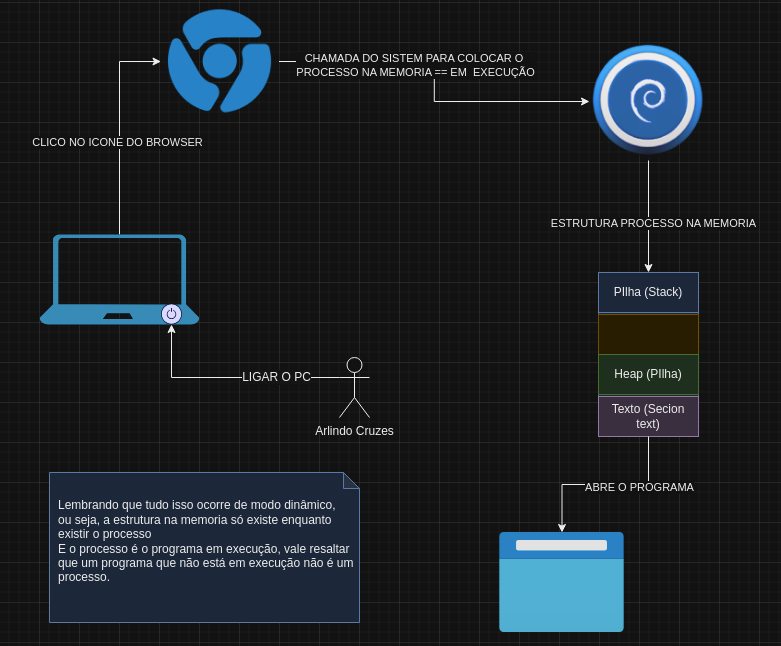 CHAMADA DO SISTEM PARA COLOCAR O
PROCESSO NA MEMORIA == EM EXECUÇÃO
CLICO NO ICONE DO BROWSER
ESTRUTURA PROCESSO NA MEMORIA
PIlha (Stack)
Heap (PIlha)
Texto (Secion
text)
LIGAR O PC
Arlindo Cruzes
ABRE O PROGRAMA
Lembrando que tudo isso ocorre de modo dinâmico,
ou seja, a estrutura na memoria só existe enquanto
existir o processo
E o processo é o programa em execução, vale resaltar
que um programa que não está em execução não é um
processo.